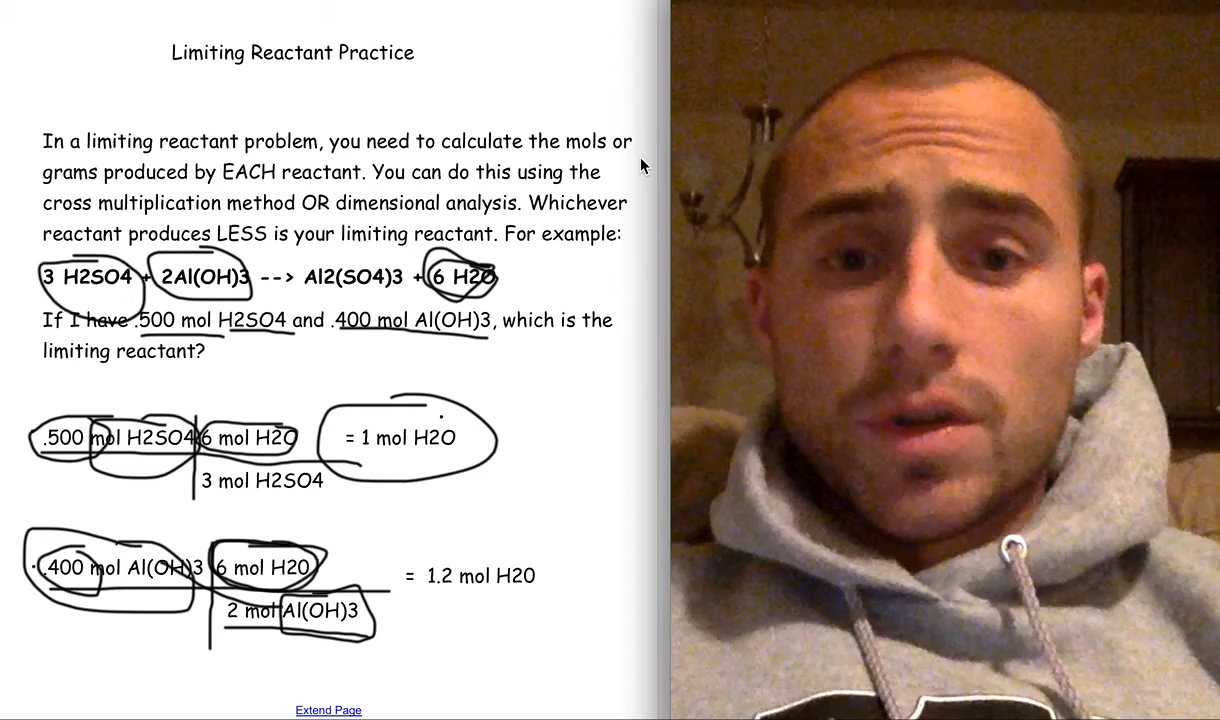 Limiting Reactant Practice
In a limiting reactant problem, you need to calculate the mols or
grams produced by EACH reactant. You can do this using the
cross multiplication method OR dimensional analysis. Whichever
reactant produces LESS is your limiting reactant. For example:
3 H2SO4 + 2Al(OH)3 --> Al2(SO4)3 + 6 H2O
If I have .500 mol H2SO4 and .400 mol Al(OH)3, which is the
limiting reactant?
.500 mol H2SO4 6 mol H2O = 1 mol H2O
3 mol H2SO4
.400 mol Al(OH)3 6 mol H20 = 1.2 mol H20
2 mol Al(OH)3
Extend Page